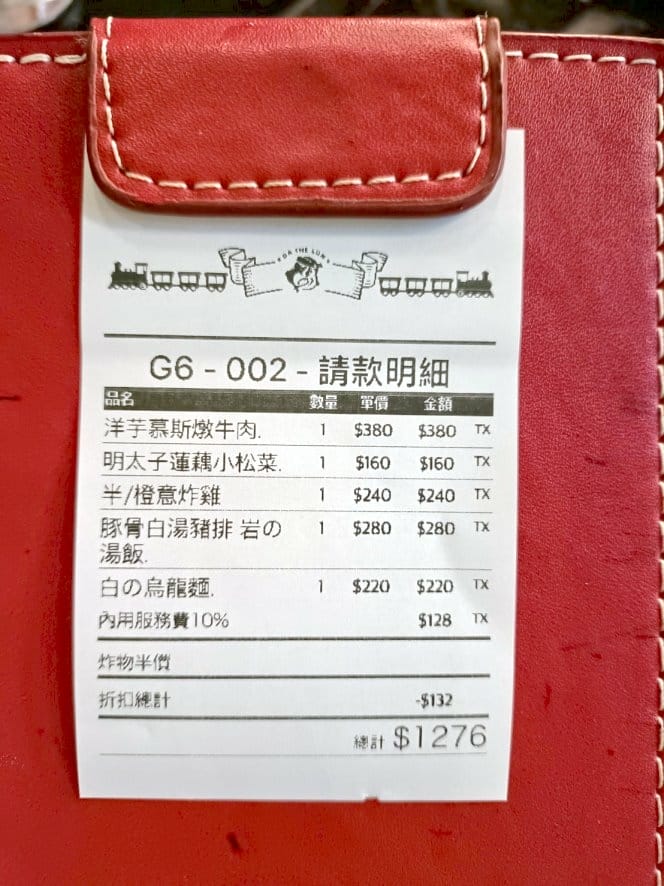 DA THE LON
G6 - 002 - 請款明細
品名 數量 單價 金額
洋芋慕斯燉牛肉. 1 $380 $380 TX
明太子蓮藕小松菜. 1 $160 $160 TX
半/橙意炸雞 1 $240 $240 TX
豚骨白湯豬排 岩の 1 $280 $280 TX
湯飯.
白の烏龍麵. 1 $220 $220 TX
內用服務費10% $128 TX
炸物半價
折扣總計 -$132
總計 $1276